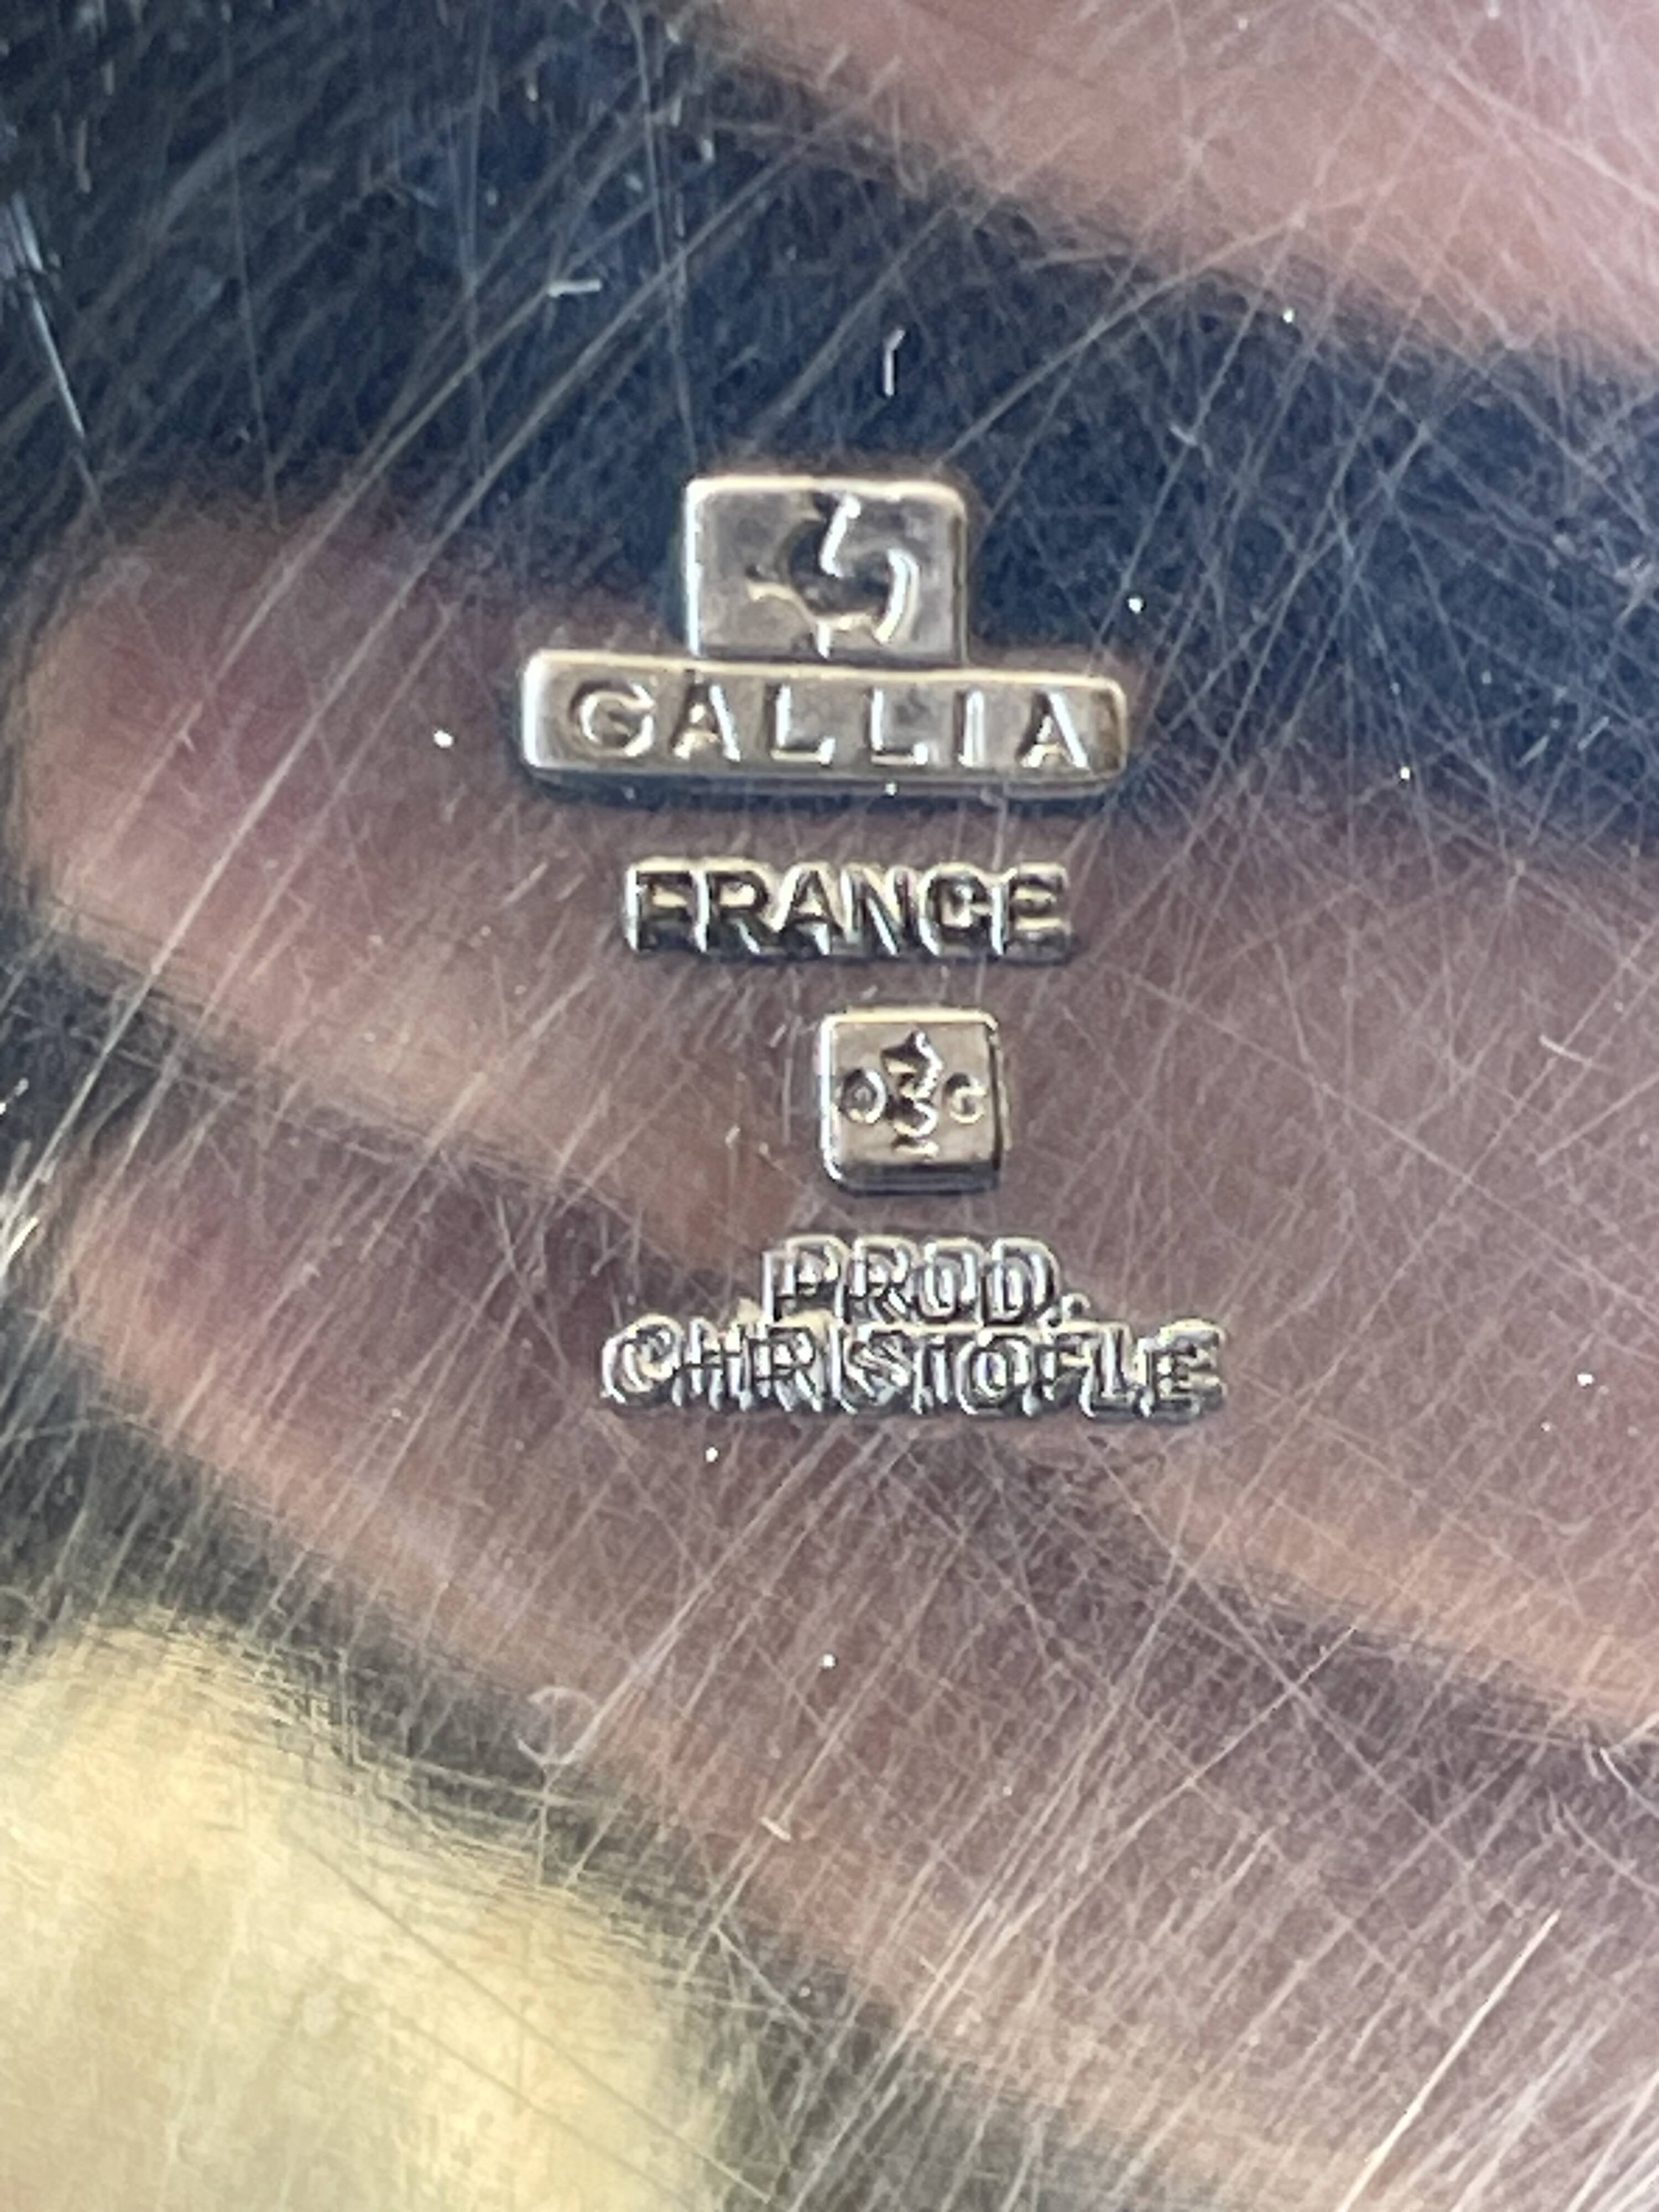 GALLIA
FRANCE
O C
PROD.
CHRISTOFLE